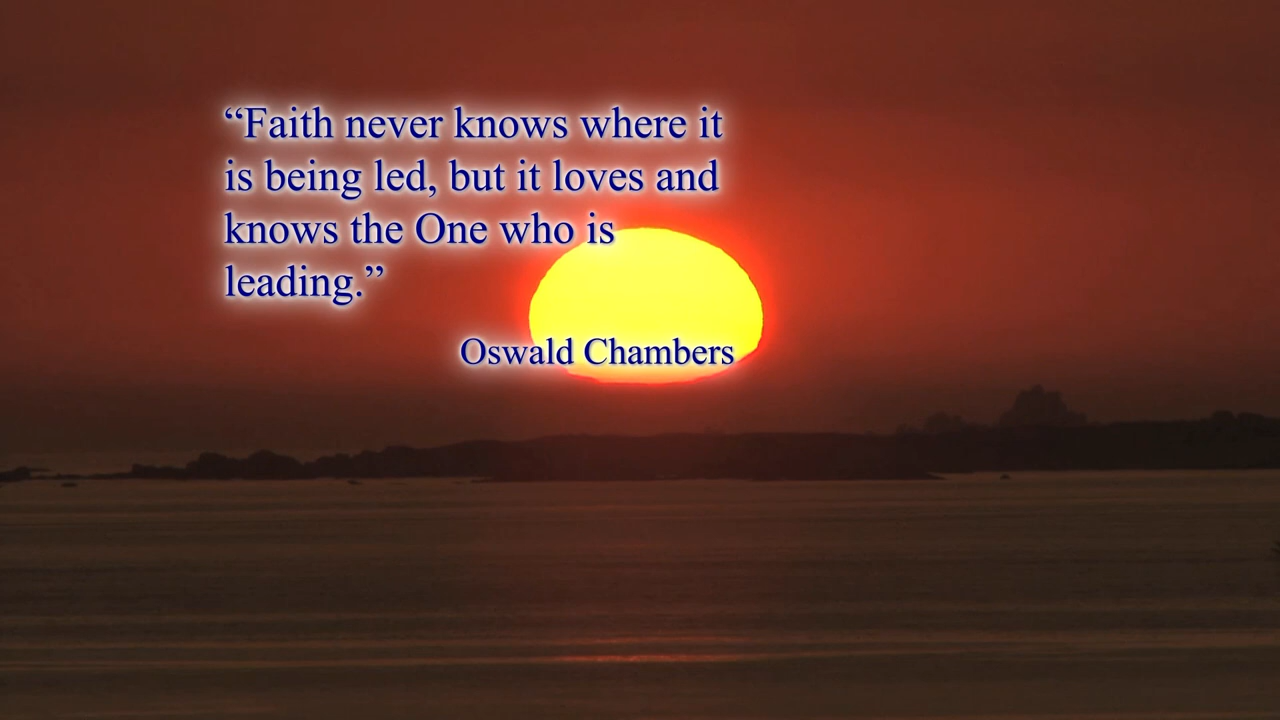 “Faith never knows where it
is being led, but it loves and
knows the One who is
leading.”
Oswald Chambers